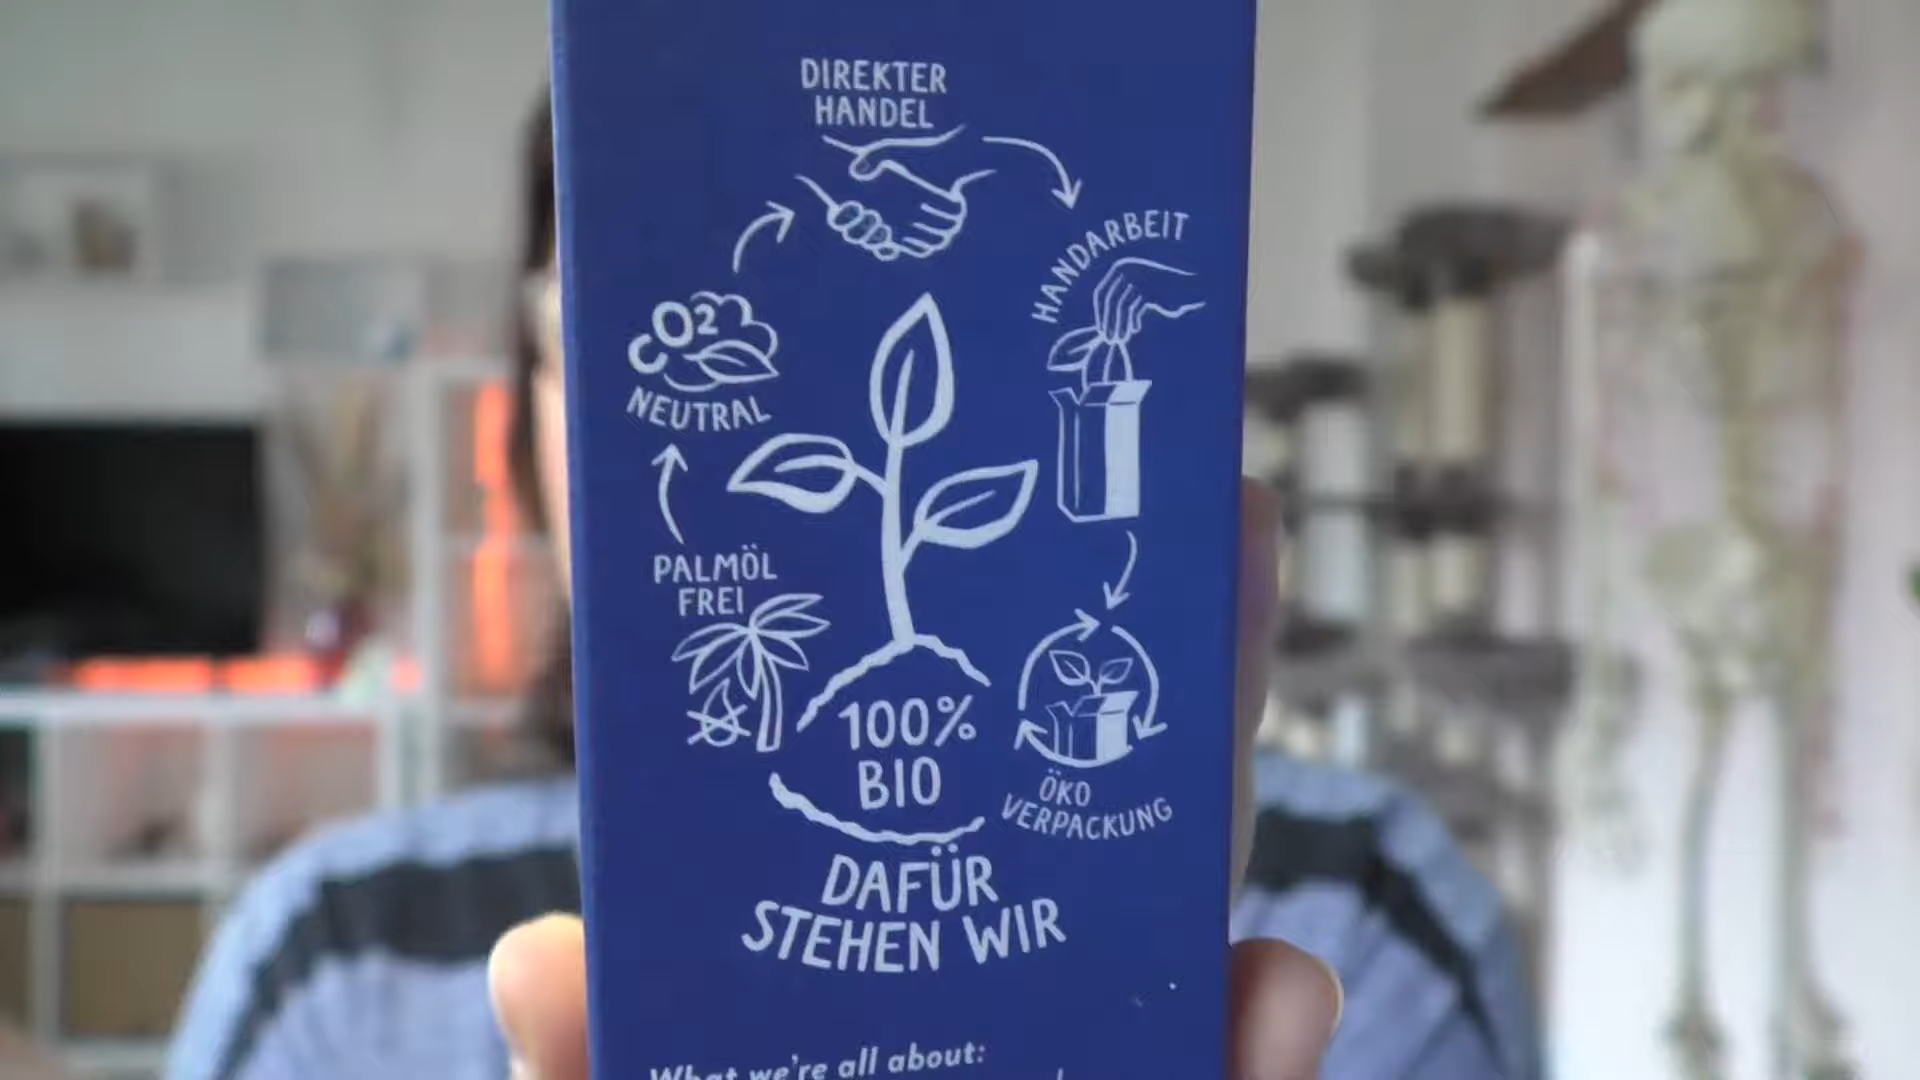 DIREKTER
HANDEL
HANDARBEIT
CO2
NEUTRAL
PALMÖL
FREI
100%
BIO
ÖKO
VERPACKUNG
DAFÜR
STEHEN WIR
What we're all about: